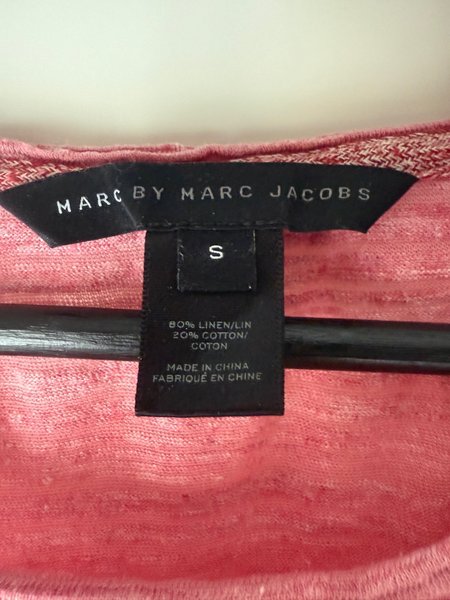 MARC BY MARC JACOBS
S
80% LINEN/LIN
20% COTTON/
COTON
MADE IN CHINA
FABRIQUÉ EN CHINE